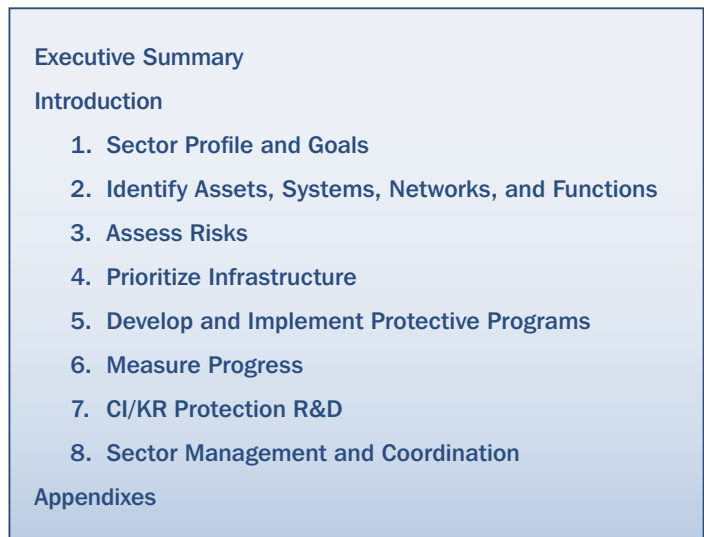 Executive Summary
Introduction
1. Sector Profile and Goals
2. Identify Assets, Systems, Networks, and Functions
3. Assess Risks
4. Prioritize Infrastructure
5. Develop and Implement Protective Programs
6. Measure Progress
7. CI/KR Protection R&D
8. Sector Management and Coordination
Appendixes